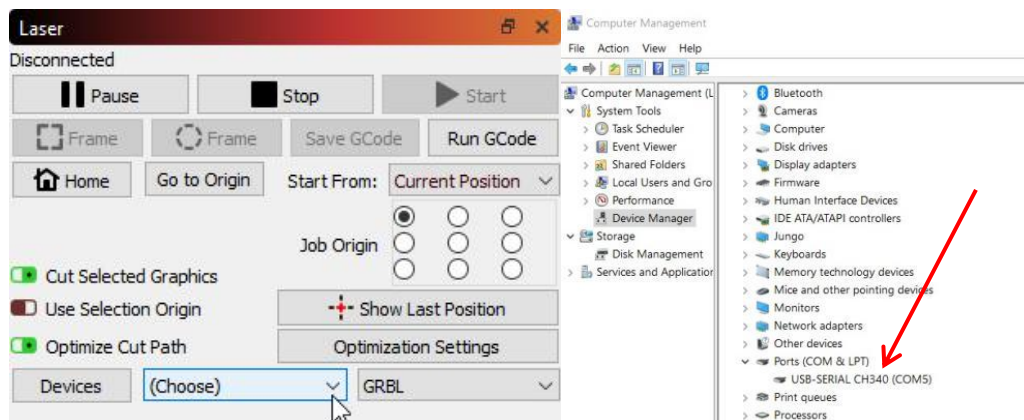 Laser
Disconnected
Pause Stop Start
Frame Frame Save GCode Run GCode
Home Go to Origin Start From: Current Position
Job Origin
Cut Selected Graphics
Use Selection Origin Show Last Position
Optimize Cut Path Optimization Settings
Devices (Choose) GRBL
Computer Management
File Action View Help
Computer Management (L
System Tools
Task Scheduler
Event Viewer
Shared Folders
Local Users and Gro
Performance
Device Manager
Storage
Disk Management
Services and Application
Bluetooth
Cameras
Computer
Disk drives
Display adapters
Firmware
Human Interface Devices
IDE ATA/ATAPI controllers
Jungo
Keyboards
Memory technology devices
Mice and other pointing devices
Monitors
Network adapters
Other devices
Ports (COM & LPT)
USB-SERIAL CH340 (COM5)
Print queues
Processors